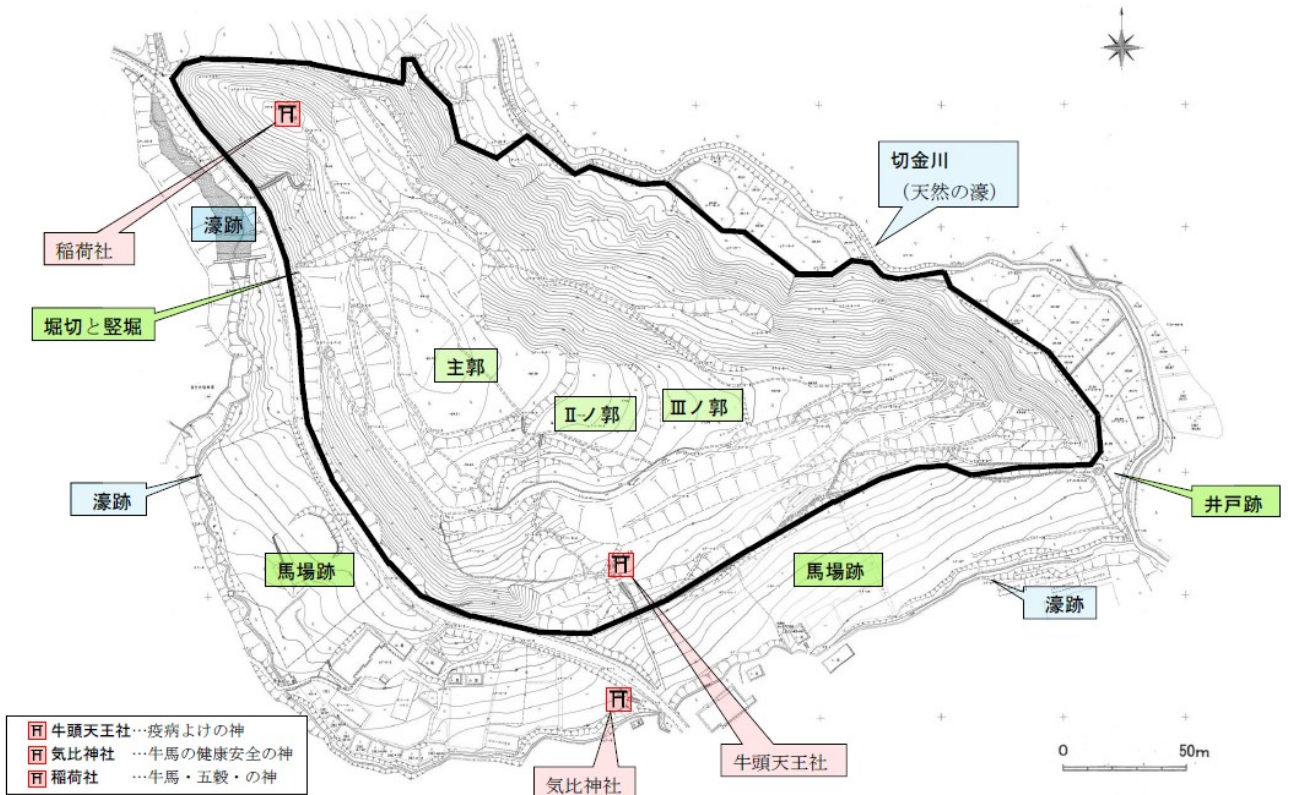 切金川
（天然の濠）
濠跡
稲荷社
堀切と竪堀
主郭
Ⅱノ郭
Ⅲノ郭
濠跡
井戸跡
馬場跡
馬場跡
濠跡
牛頭天王社
気比神社
牛頭天王社…疫病よけの神
気比神社 …牛馬の健康安全の神
稲荷社 …牛馬・五穀・の神
0 50m